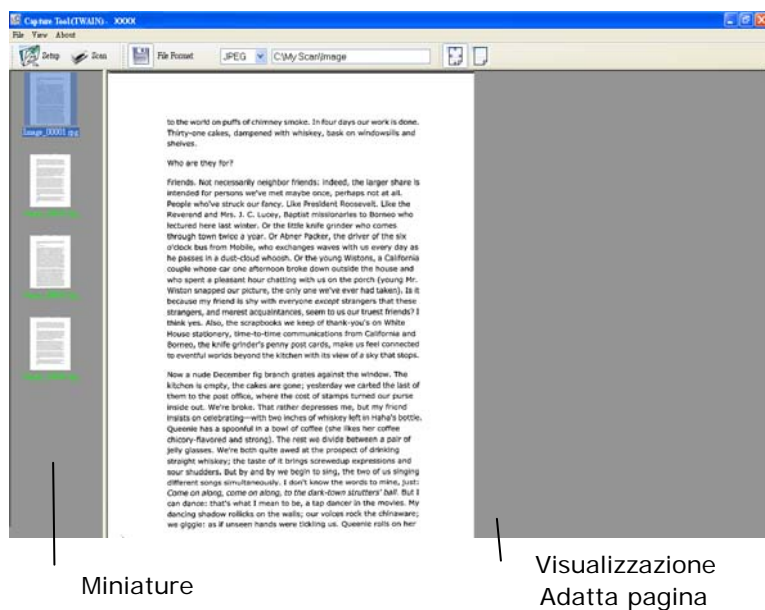 Capture Tool (TWAIN) - XXXX
File View About
Setup Scan File Format JPEG C:\My Scan\Image
Image_00001.jpg
to the world on puffs of chimney smoke. In four days our work is done.
Thirty-one cakes, dampened with whiskey, bask on windowsills and
shelves.
Who are they for?
Friends. Not necessarily neighbor friends: indeed, the larger share is
intended for persons we've met maybe once, perhaps not at all.
People who've struck our fancy. Like President Roosevelt. Like the
Reverend and Mrs. J. C. Lucey, Baptist missionaries to Borneo who
lectured here last winter. Or the little knife grinder who comes
through town twice a year. Or Abner Packer, the driver of the six
o'clock bus from Mobile, who exchanges waves with us every day as
he passes in a dust-cloud whoosh. Or the young Wistons, a California
couple whose car one afternoon broke down outside the house and
who spent a pleasant hour chatting with us on the porch (young Mr.
Wiston snapped our picture, the only one we've ever had taken). Is it
because my friend is shy with everyone except strangers that these
strangers, and merest acquaintances, seem to us our truest friends? I
think yes. Also, the scrapbooks we keep of thank-you's on White
House stationery, time-to-time communications from California and
Borneo, the knife grinder's penny post cards, make us feel connected
to eventful worlds beyond the kitchen with its view of a sky that stops.
Now a nude December fig branch grates against the window. The
kitchen is empty, the cakes are gone; yesterday we carted the last of
them to the post office, where the cost of stamps turned our purse
inside out. We're broke. That rather depresses me, but my friend
insists on celebrating—with two inches of whiskey left in Haha's bottle.
Queenie has a spoonful in a bowl of coffee (she likes her coffee
chicory-flavored and strong). The rest we divide between a pair of
jelly glasses. We're both quite awed at the prospect of drinking
straight whiskey; the taste of it brings screwedup expressions and
sour shudders. But by and by we begin to sing, the two of us singing
different songs simultaneously. I don't know the words to mine, just:
Come on along, come on along, to the dark-town strutters' ball. But I
can dance: that's what I mean to be, a tap dancer in the movies. My
dancing shadow rollicks on the walls; our voices rock the chinaware;
we giggle: as if unseen hands were tickling us. Queenie rolls on her
Miniature
Visualizzazione
Adatta pagina